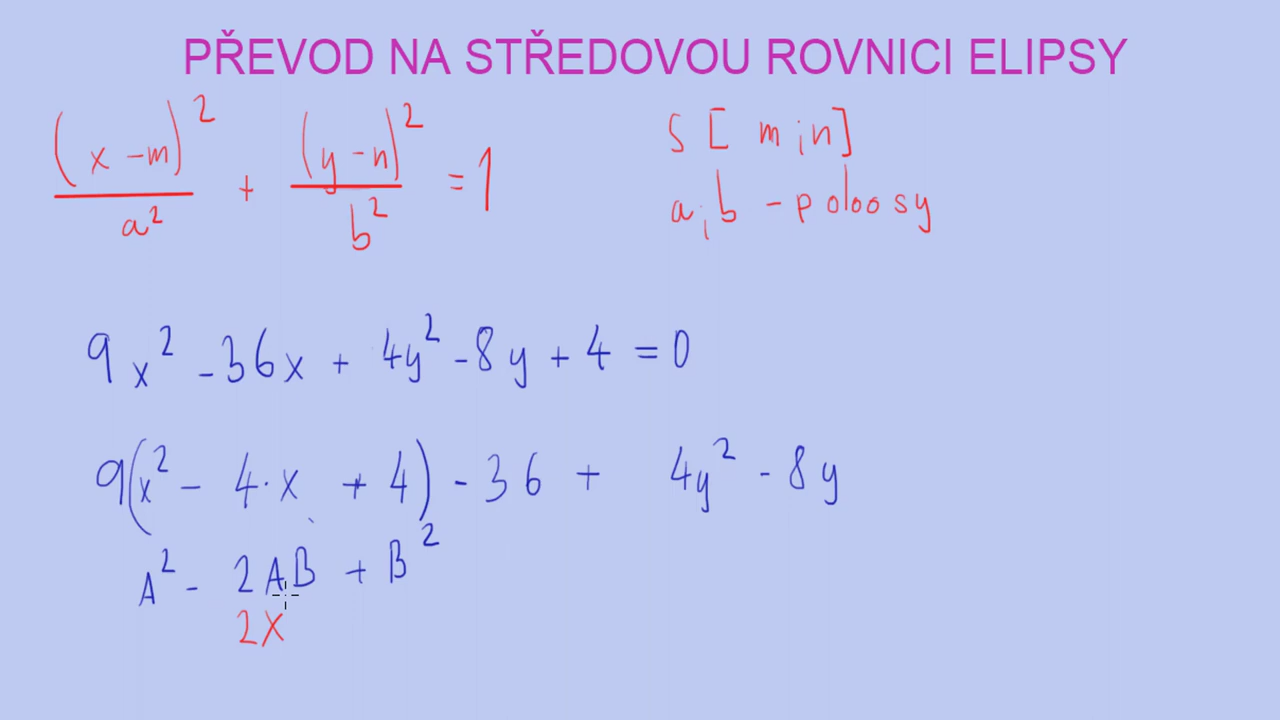 PŘEVOD NA STŘEDOVOU ROVNICI ELIPSY
(x-m)²/a² + (y-n)²/b² = 1
S[m;n]
a;b - poloosy
9x² - 36x + 4y² - 8y + 4 = 0
9(x² - 4·x + 4) - 36 + 4y² - 8y
A² - 2AB + B²
2X